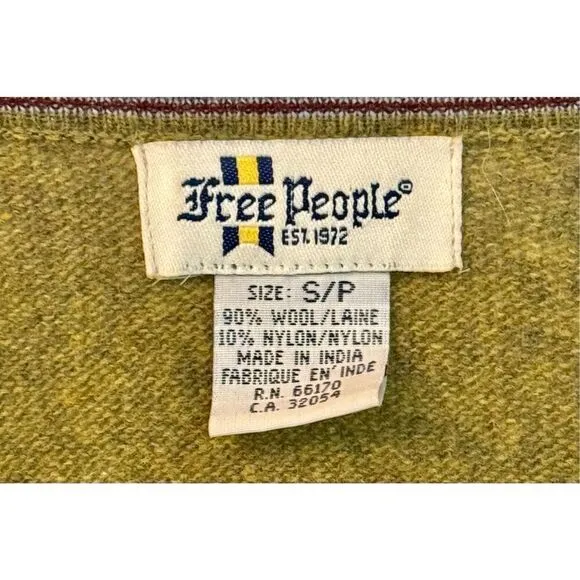 Free People©
EST. 1972
SIZE: S/P
90% WOOL/LAINE
10% NYLON/NYLON
MADE IN INDIA
FABRIQUE EN INDE
R.N. 66170
C.A. 32054